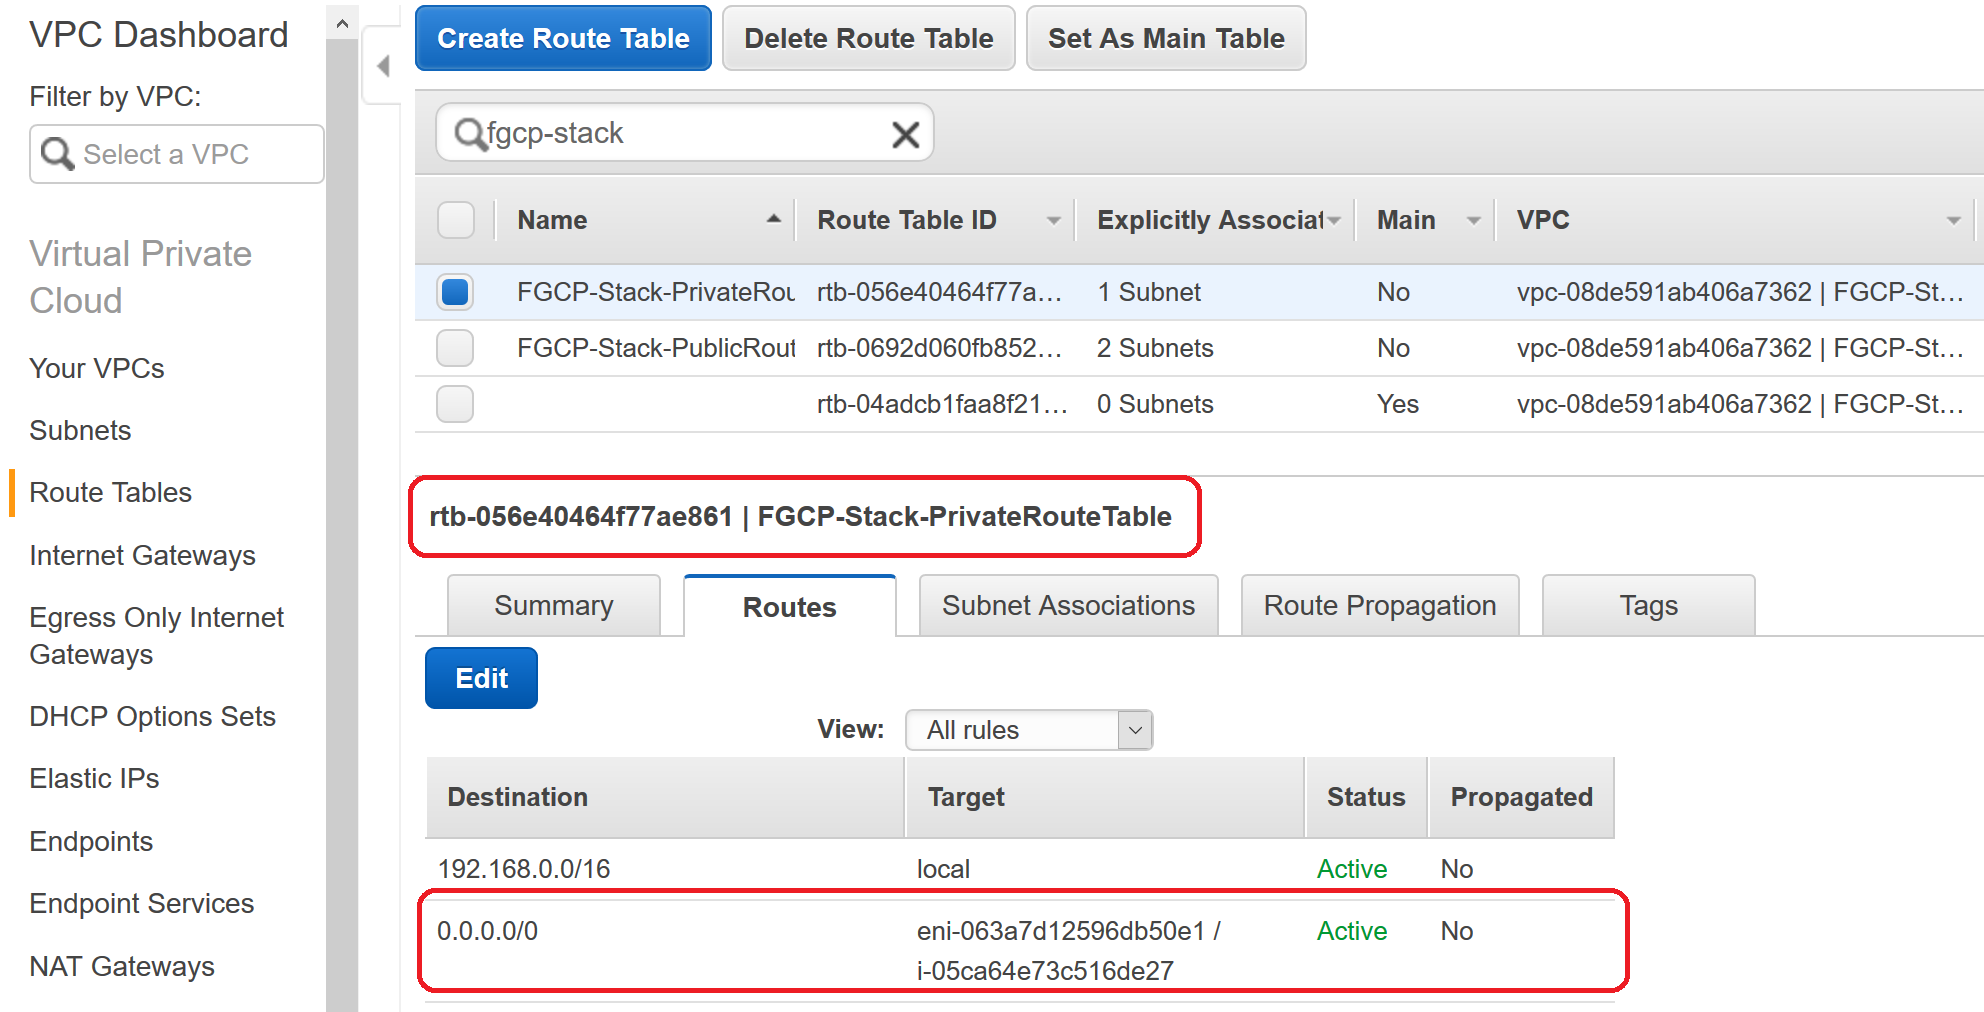 VPC Dashboard
Filter by VPC:
Select a VPC
Virtual Private
Cloud
Your VPCs
Subnets
Route Tables
Internet Gateways
Egress Only Internet
Gateways
DHCP Options Sets
Elastic IPs
Endpoints
Endpoint Services
NAT Gateways
Create Route Table Delete Route Table Set As Main Table
fgcp-stack
Name Route Table ID Explicitly Associat Main VPC
FGCP-Stack-PrivateRou rtb-056e40464f77a… 1 Subnet No vpc-08de591ab406a7362 | FGCP-St…
FGCP-Stack-PublicRout rtb-0692d060fb852… 2 Subnets No vpc-08de591ab406a7362 | FGCP-St…
rtb-04adcb1faa8f21… 0 Subnets Yes vpc-08de591ab406a7362 | FGCP-St…
rtb-056e40464f77ae861 | FGCP-Stack-PrivateRouteTable
Summary Routes Subnet Associations Route Propagation Tags
Edit
View: All rules
Destination Target Status Propagated
192.168.0.0/16 local Active No
0.0.0.0/0 eni-063a7d12596db50e1 / Active No
i-05ca64e73c516de27